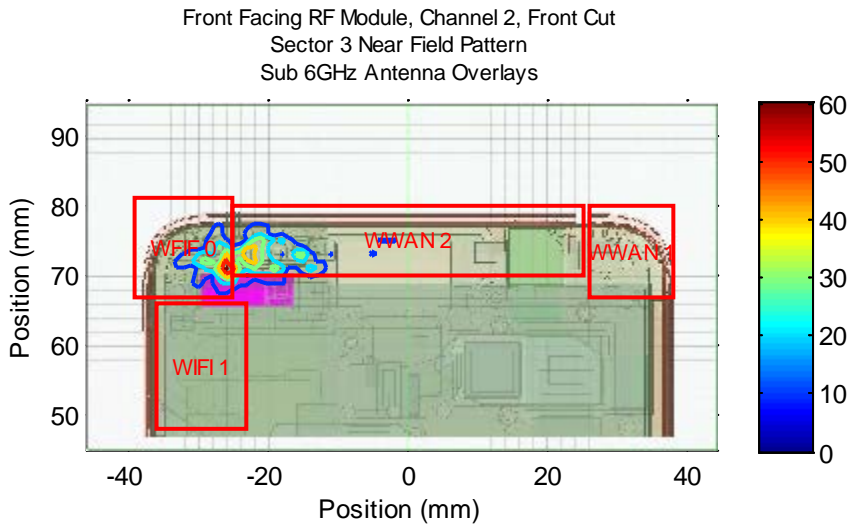 Front Facing RF Module, Channel 2, Front Cut
Sector 3 Near Field Pattern
Sub 6GHz Antenna Overlays
90
80
70
60
50
Position (mm)
WIFI 0
WWAN 2
WWAN 1
WIFI 1
-40
-20
0
20
40
Position (mm)
60
50
40
30
20
10
0